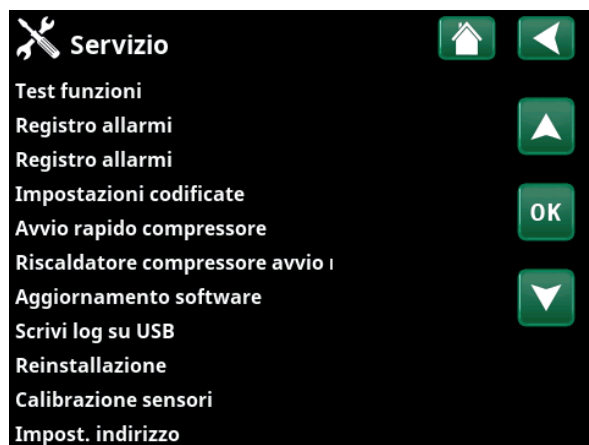 Servizio
Test funzioni
Registro allarmi
Registro allarmi
Impostazioni codificate
Avvio rapido compressore
OK
Riscaldatore compressore avvio
Aggiornamento software
Scrivi log su USB
Reinstallazione
Calibrazione sensori
Impost. indirizzo